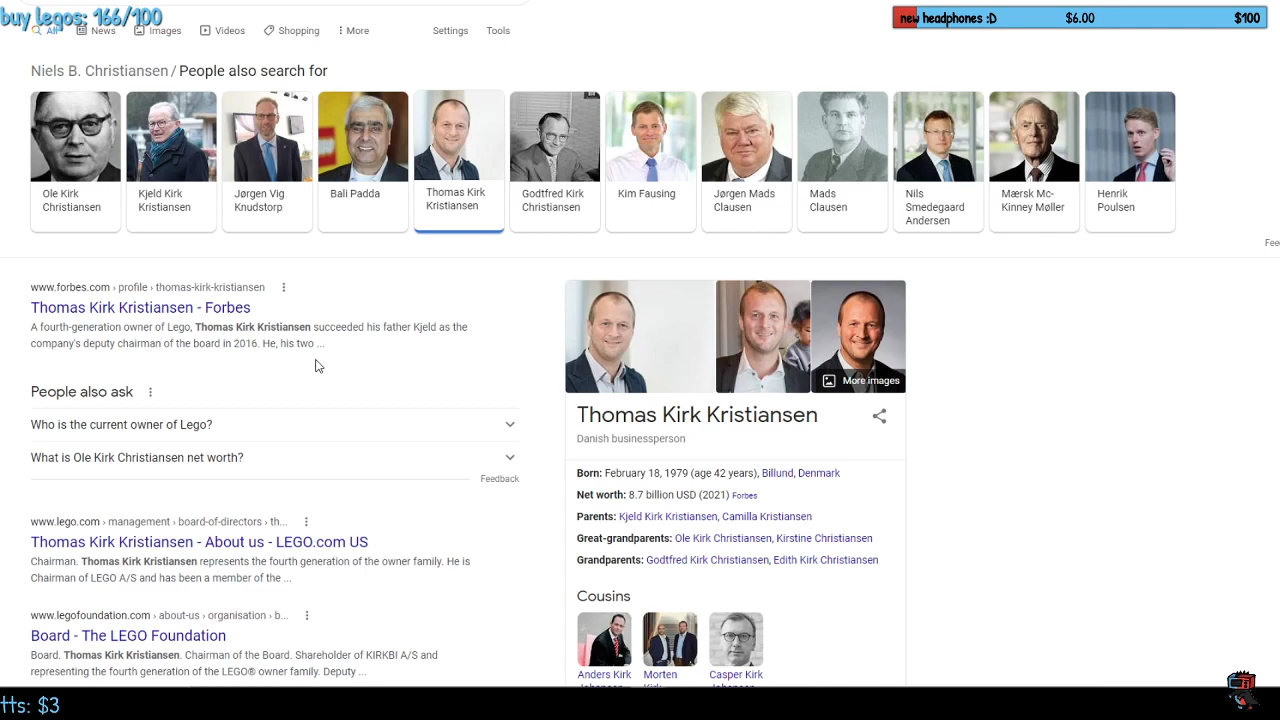 buy legos: 166/100
new headphones :D $6.00 $100
All News Images Videos Shopping More Settings Tools
Niels B. Christiansen / People also search for
Ole Kirk Christiansen
Kjeld Kirk Kristiansen
Jørgen Vig Knudstorp
Bali Padda
Thomas Kirk Kristiansen
Godtfred Kirk Christiansen
Kim Fausing
Jørgen Mads Clausen
Mads Clausen
Nils Smedegaard Andersen
Mærsk Mc-Kinney Møller
Henrik Poulsen
Fee
www.forbes.com › profile › thomas-kirk-kristiansen
Thomas Kirk Kristiansen - Forbes
A fourth-generation owner of Lego, Thomas Kirk Kristiansen succeeded his father Kjeld as the
company's deputy chairman of the board in 2016. He, his two ...
People also ask
Who is the current owner of Lego?
What is Ole Kirk Christiansen net worth?
Feedback
www.lego.com › management › board-of-directors › th...
Thomas Kirk Kristiansen - About us - LEGO.com US
Chairman. Thomas Kirk Kristiansen represents the fourth generation of the owner family. He is
Chairman of LEGO A/S and has been a member of the ...
www.legofoundation.com › about-us › organisation › b...
Board - The LEGO Foundation
Board. Thomas Kirk Kristiansen. Chairman of the Board. Shareholder of KIRKBI A/S and
representing the fourth generation of the LEGO® owner family. Deputy ...
More images
Thomas Kirk Kristiansen
Danish businessperson
Born: February 18, 1979 (age 42 years), Billund, Denmark
Net worth: 8.7 billion USD (2021) Forbes
Parents: Kjeld Kirk Kristiansen, Camilla Kristiansen
Great-grandparents: Ole Kirk Christiansen, Kirstine Christiansen
Grandparents: Godtfred Kirk Christiansen, Edith Kirk Christiansen
Cousins
Anders Kirk
Morten
Casper Kirk
tts: $3